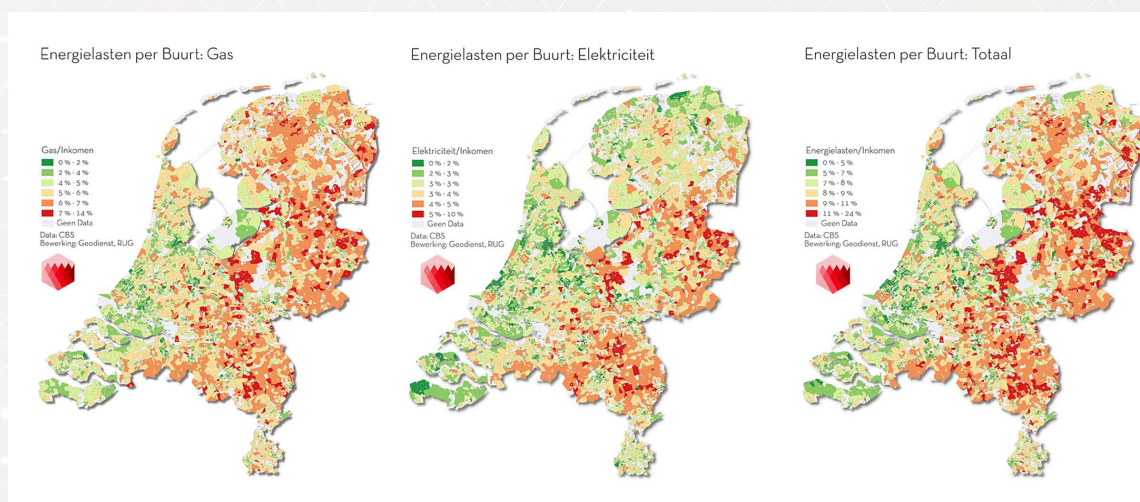 Energielasten per Buurt: Gas
Gas/Inkomen
0 % - 2 %
2 % - 4 %
4 % - 5 %
5 % - 6 %
6 % - 7 %
7 % - 14 %
Geen Data
Data: CBS
Bewerking: Geodienst, RUG
Energielasten per Buurt: Elektriciteit
Elektriciteit/Inkomen
0 % - 2 %
2 % - 3 %
3 % - 3 %
3 % - 4 %
4 % - 5 %
5 % - 10 %
Geen Data
Data: CBS
Bewerking: Geodienst, RUG
Energielasten per Buurt: Totaal
Energielasten/Inkomen
0 % - 5 %
5 % - 7 %
7 % - 8 %
8 % - 9 %
9 % - 11 %
11 % - 24 %
Geen Data
Data: CBS
Bewerking: Geodienst, RUG